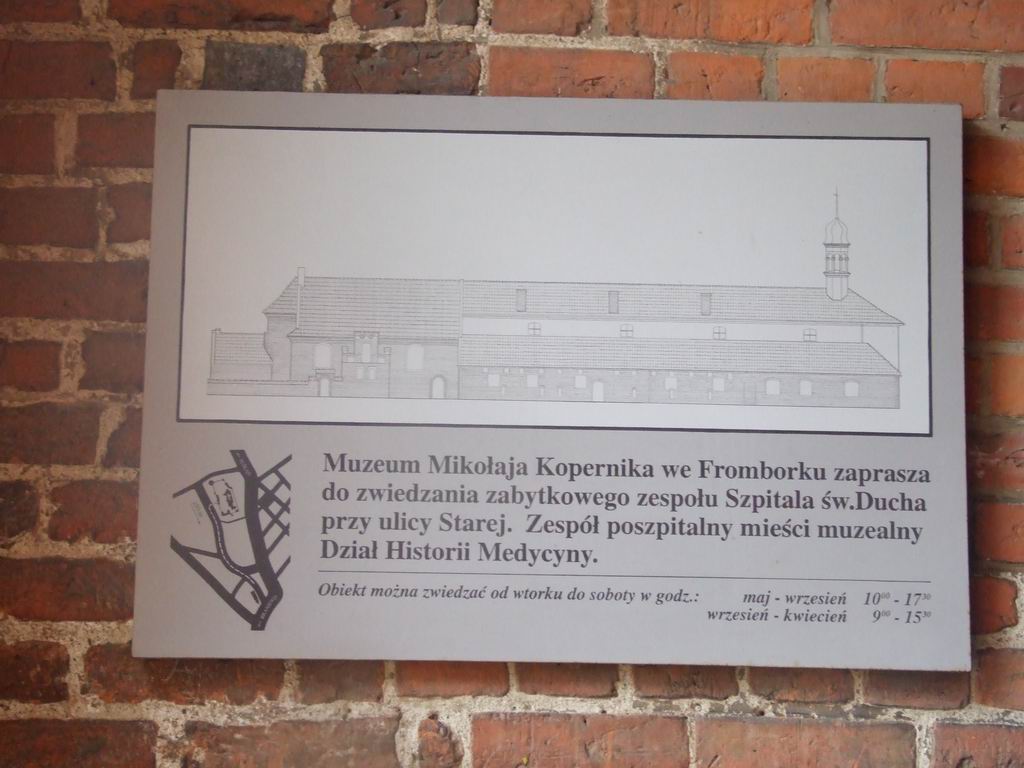 Muzeum Mikołaja Kopernika we Fromborku zaprasza
do zwiedzania zabytkowego zespołu Szpitala św.Ducha
przy ulicy Starej. Zespół poszpitalny mieści muzealny
Dział Historii Medycyny.
Obiekt można zwiedzać od wtorku do soboty w godz.: maj - wrzesień 10⁰⁰ - 17³⁰
wrzesień - kwiecień 9⁰⁰ - 15³⁰